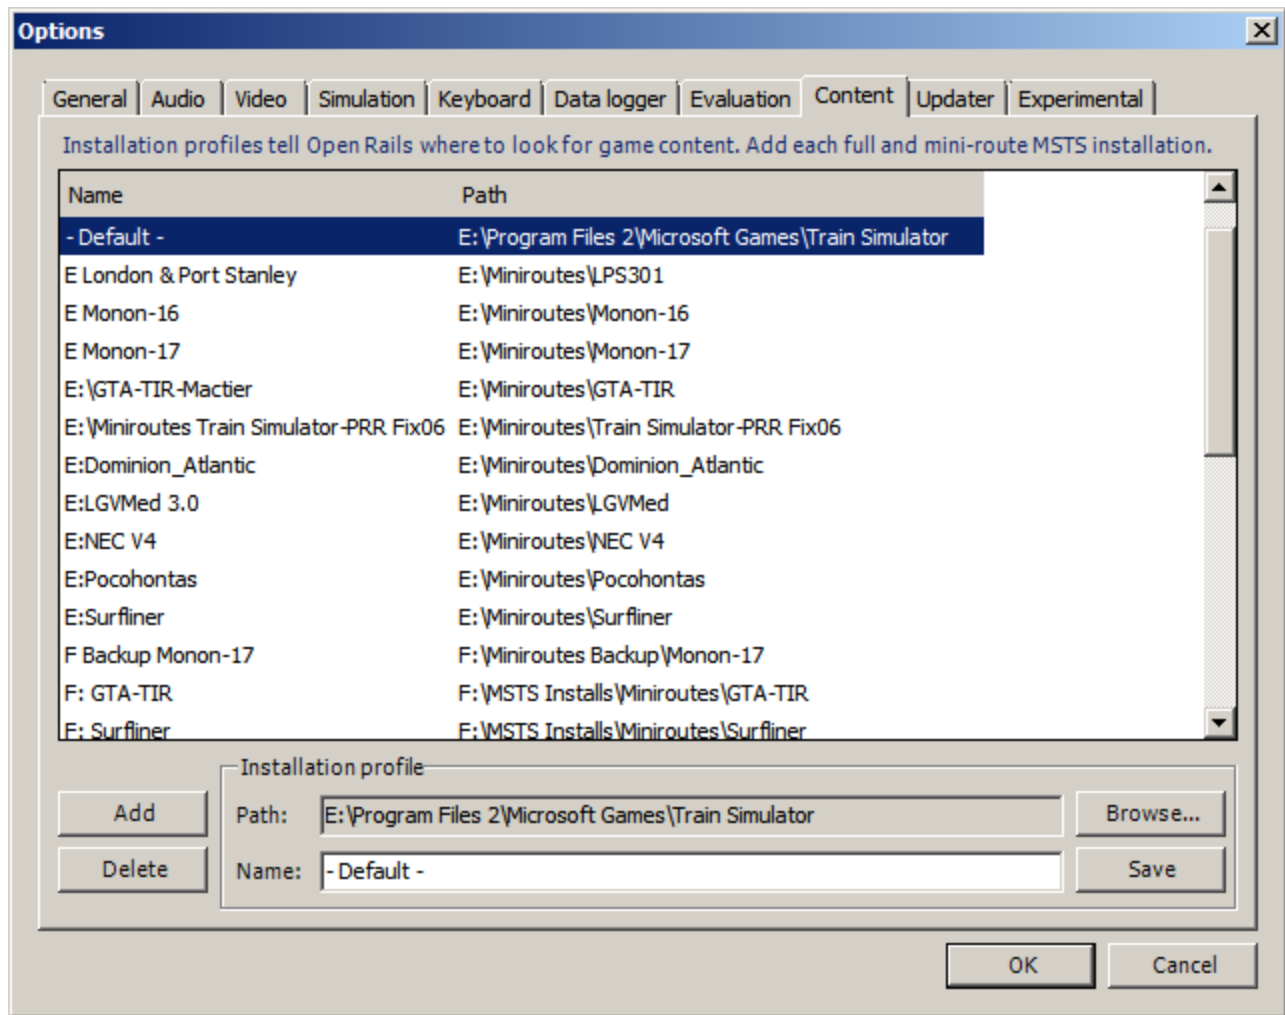 Options
General Audio Video Simulation Keyboard Data logger Evaluation Content Updater Experimental
Installation profiles tell Open Rails where to look for game content. Add each full and mini-route MSTS installation.
Name Path
- Default - E:\Program Files 2\Microsoft Games\Train Simulator
E London & Port Stanley E:\Miniroutes\LPS301
E Monon-16 E:\Miniroutes\Monon-16
E Monon-17 E:\Miniroutes\Monon-17
E:\GTA-TIR-Mactier E:\Miniroutes\GTA-TIR
E:\Miniroutes Train Simulator-PRR Fix06 E:\Miniroutes\Train Simulator-PRR Fix06
E:Dominion_Atlantic E:\Miniroutes\Dominion_Atlantic
E:LGVMed 3.0 E:\Miniroutes\LGVMed
E:NEC V4 E:\Miniroutes\NEC V4
E:Pocohontas E:\Miniroutes\Pocohontas
E:Surfliner E:\Miniroutes\Surfliner
F Backup Monon-17 F:\Miniroutes Backup\Monon-17
F: GTA-TIR F:\MSTS Installs\Miniroutes\GTA-TIR
F: Surfliner F:\MSTS Installs\Miniroutes\Surfliner
Installation profile
Add Path: E:\Program Files 2\Microsoft Games\Train Simulator Browse...
Delete Name: - Default - Save
OK Cancel